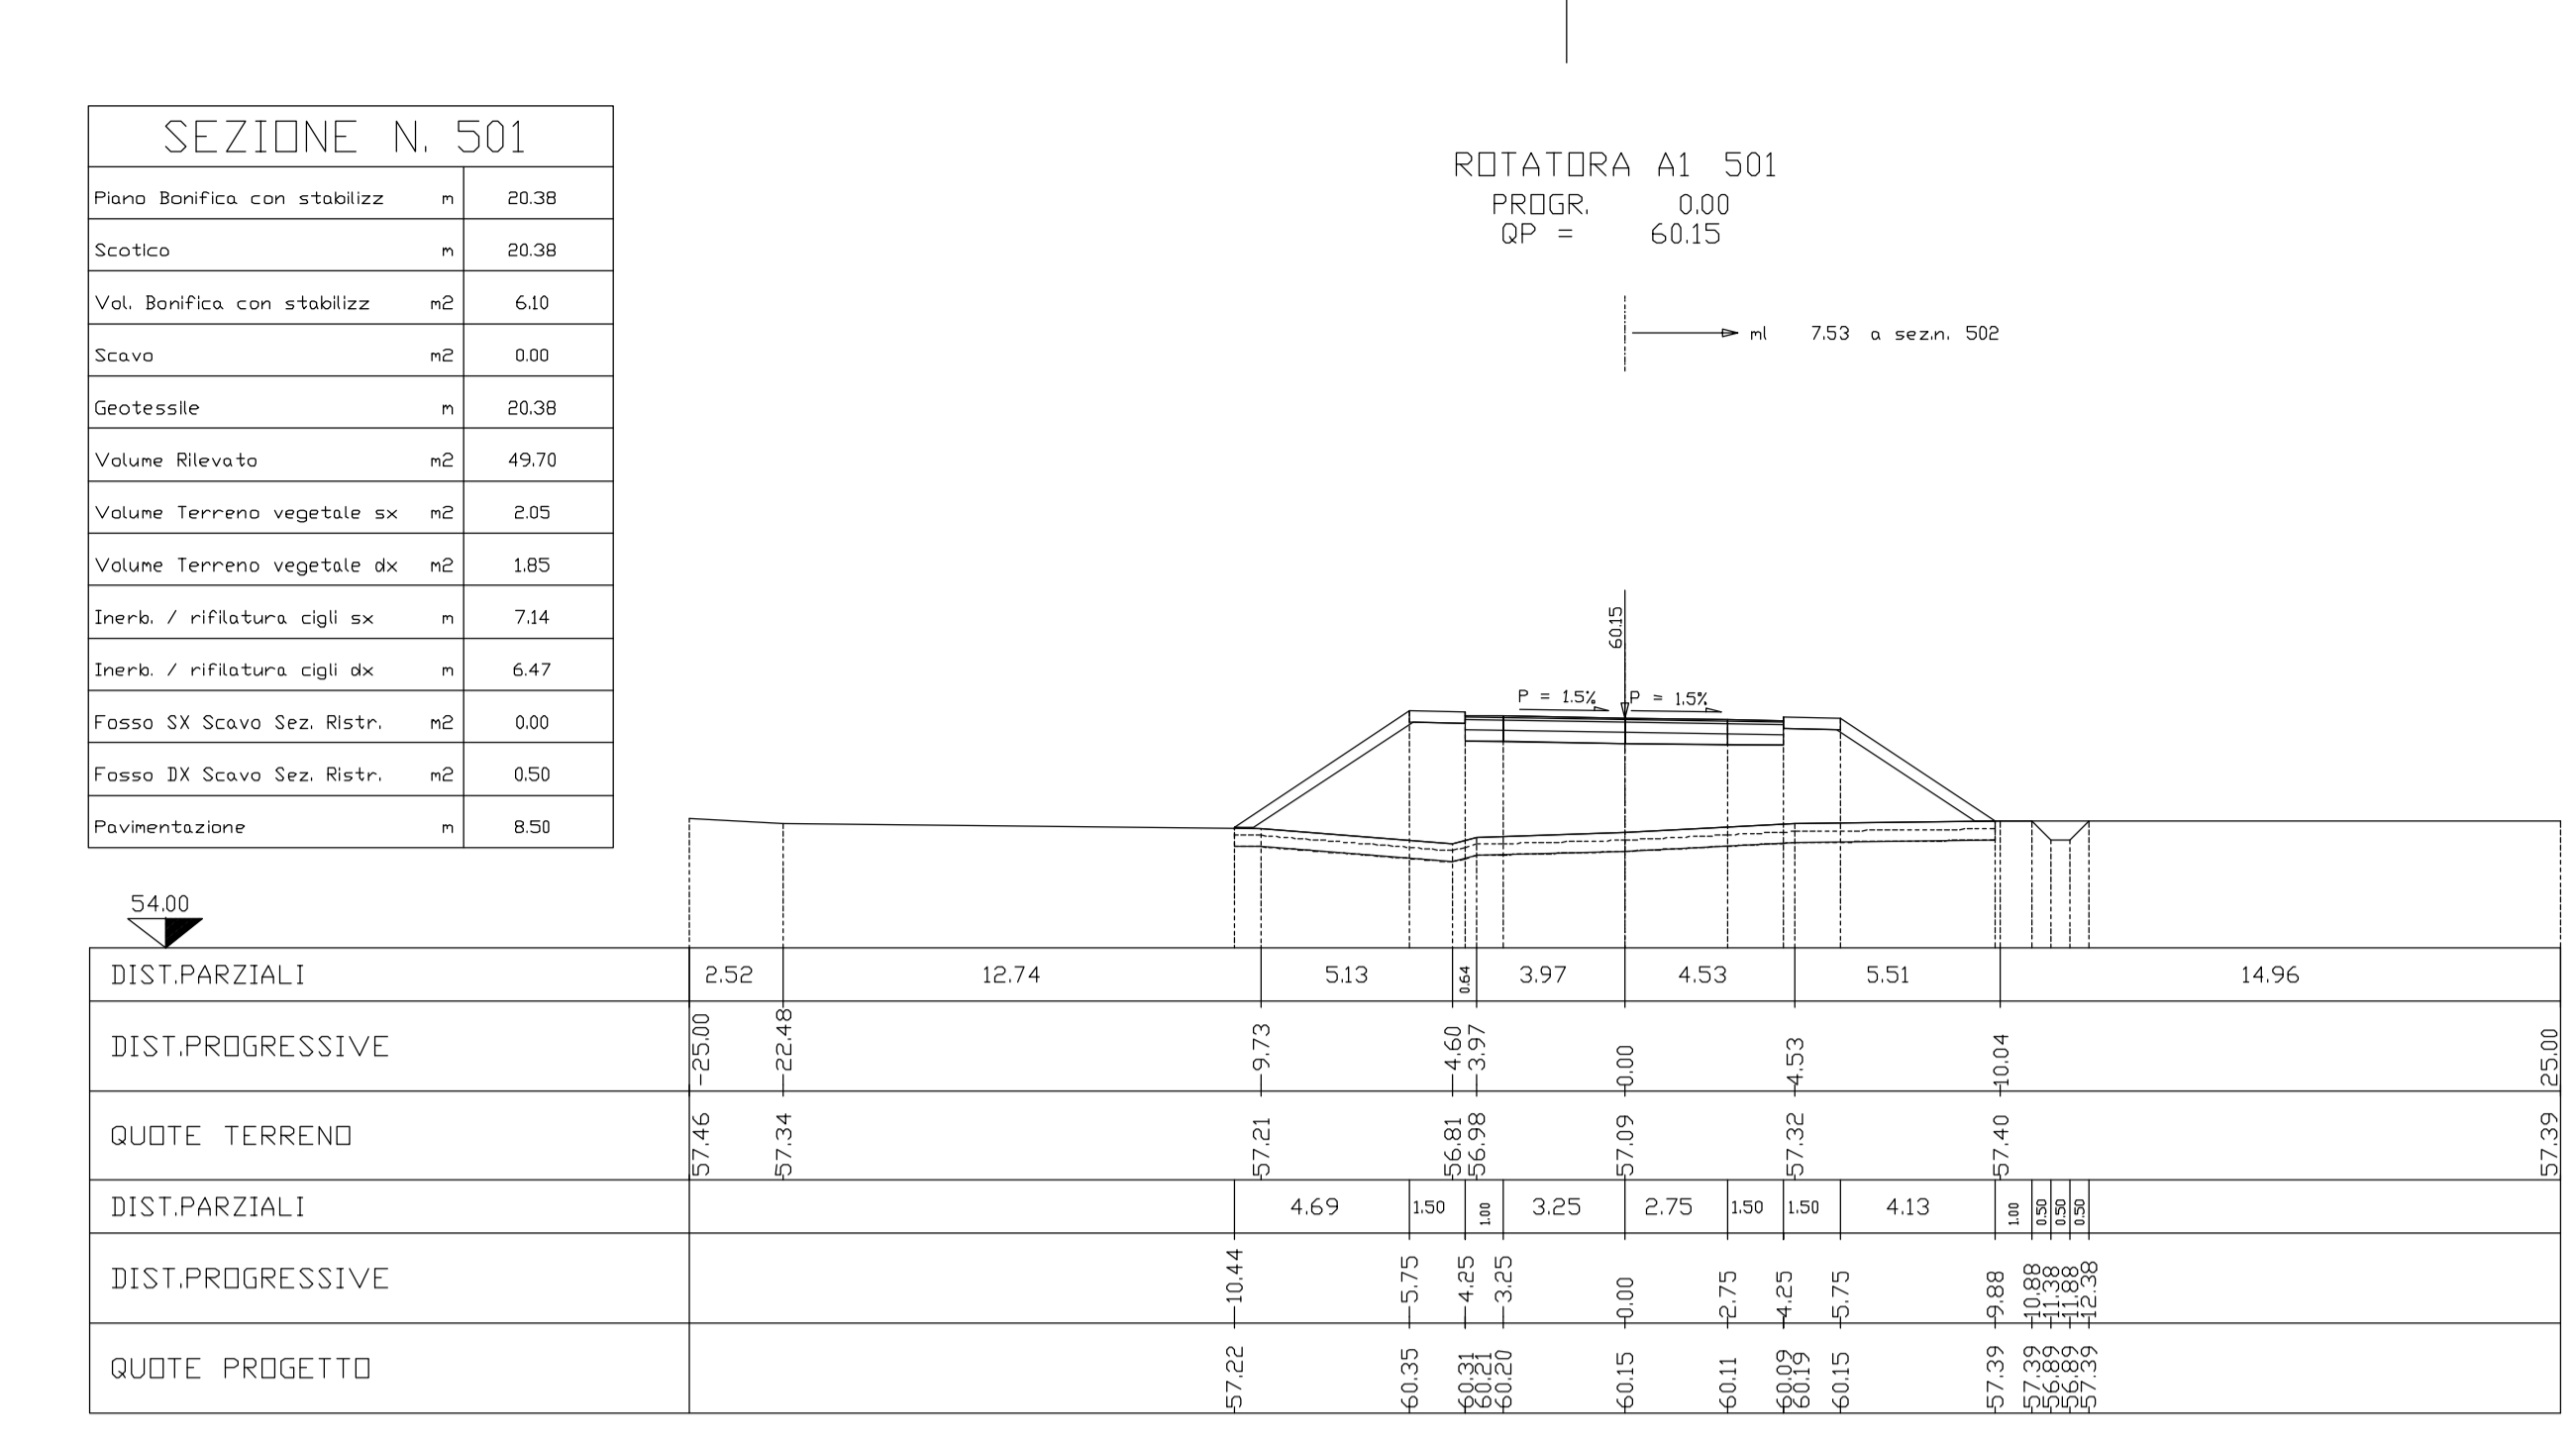 SEZIONE N. 501
Piano Bonifica con stabilizz m 20.38
Scotico m 20.38
Vol. Bonifica con stabilizz m2 6.10
Scavo m2 0.00
Geotessile m 20.38
Volume Rilevato m2 49.70
Volume Terreno vegetale sx m2 2.05
Volume Terreno vegetale dx m2 1.85
Inerb. / rifilatura cigli sx m 7.14
Inerb. / rifilatura cigli dx m 6.47
Fosso SX Scavo Sez. Ristr. m2 0.00
Fosso DX Scavo Sez. Ristr. m2 0.50
Pavimentazione m 8.50
ROTATORA A1 501
PROGR. 0.00
QP = 60.15
ml 7.53 a sez.n. 502
60.15
P = 1.5% P = 1.5%
54.00
DIST.PARZIALI 2.52 12.74 5.13 0.64 3.97 4.53 5.51 14.96
DIST.PROGRESSIVE -25.00 -22.48 -9.73 -4.60 -3.97 0.00 4.53 10.04 25.00
QUOTE TERRENO 57.46 57.34 57.21 56.81 56.98 57.09 57.32 57.40 57.39
DIST.PARZIALI 4.69 1.50 1.00 3.25 2.75 1.50 1.50 4.13 1.00 0.50 0.50 0.50
DIST.PROGRESSIVE -10.44 -5.75 -4.25 -3.25 0.00 2.75 4.25 5.75 9.88 10.88 11.38 11.88 12.38
QUOTE PROGETTO 57.22 60.35 60.31 60.21 60.20 60.15 60.11 60.09 60.19 60.15 57.39 57.39 56.89 56.89 57.39